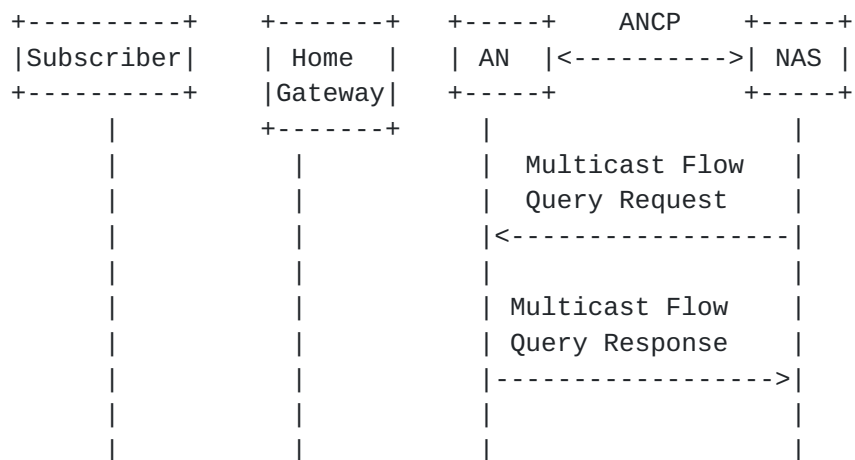 +----------+    +-------+   +-----+    ANCP    +-----+
|Subscriber|    | Home  |   | AN  |<---------->| NAS |
+----------+    |Gateway|   +-----+            +-----+
      |         +-------+     |                   |
      |           |           |  Multicast Flow   |
      |           |           |  Query Request    |
      |           |           |<------------------|
      |           |           |                   |
      |           |           | Multicast Flow    |
      |           |           | Query Response    |
      |           |           |------------------>|
      |           |           |                   |
      |           |           |                   |